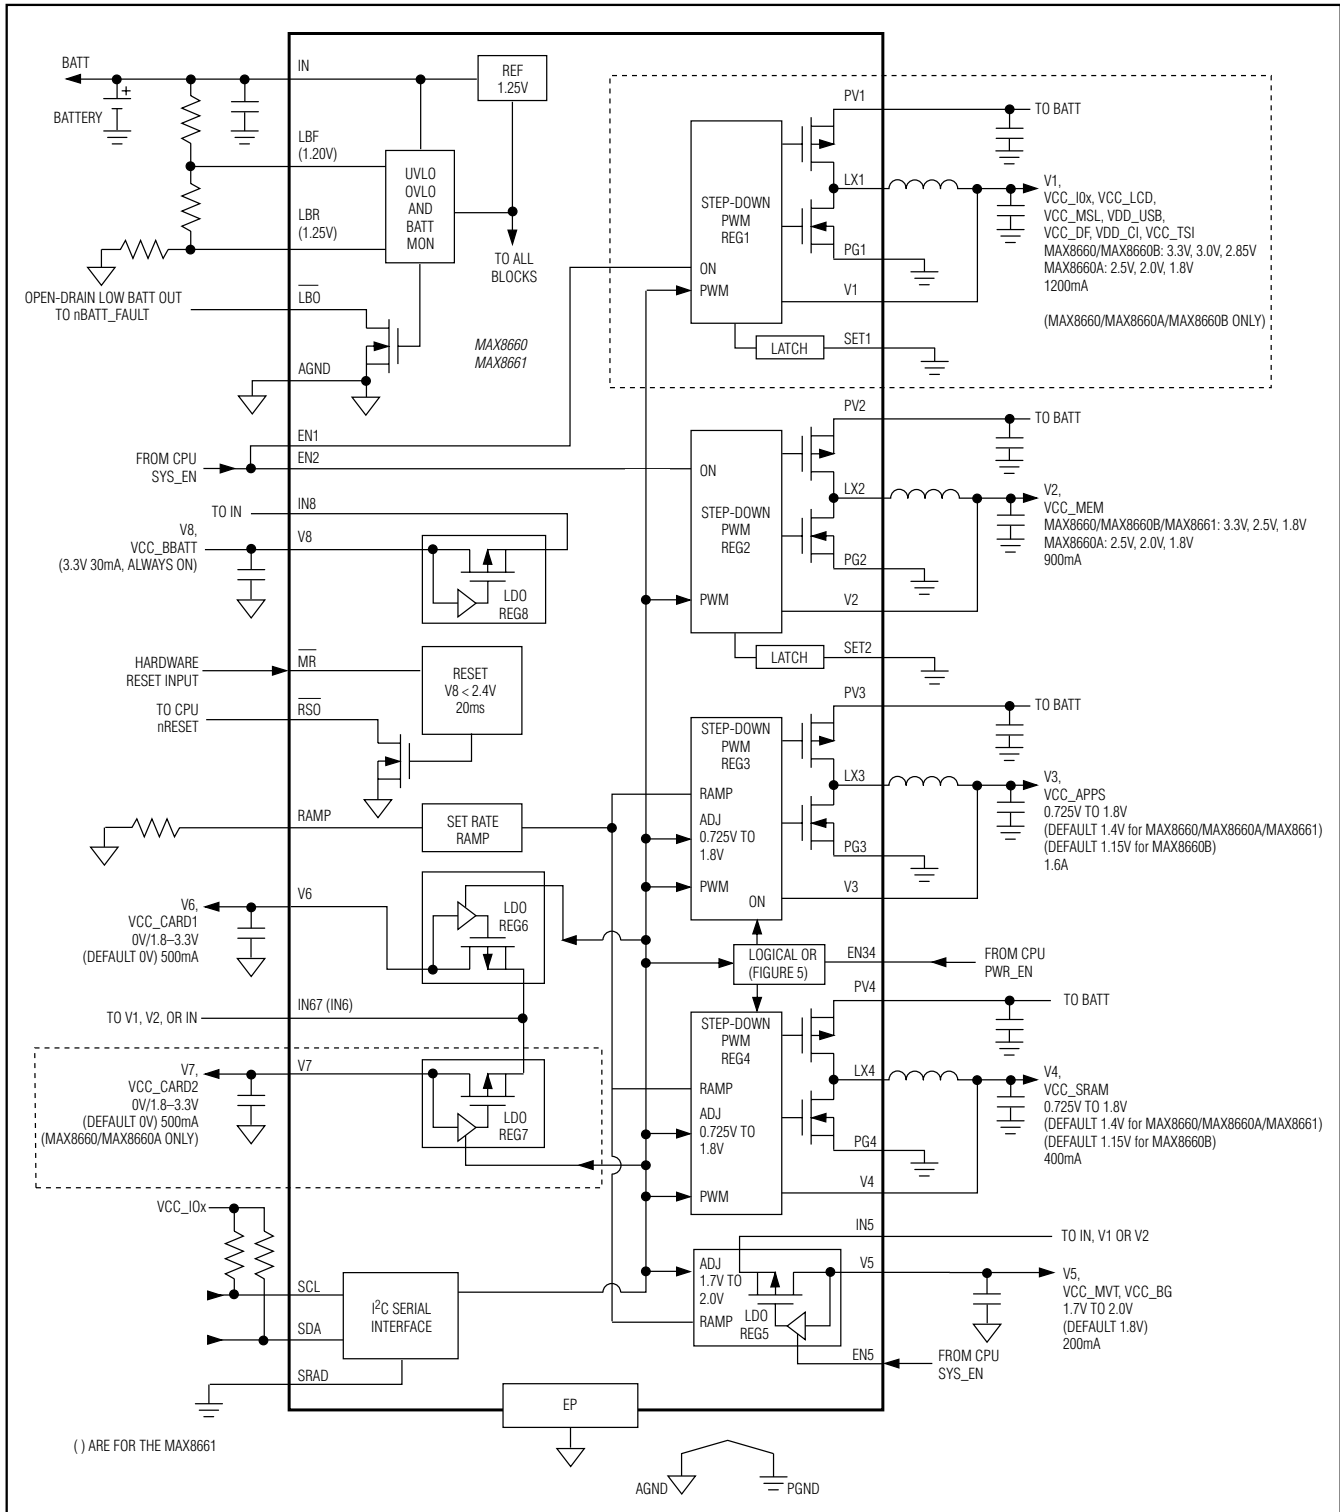 BATT
BATTERY
+
IN
REF
1.25V
LBF
(1.20V)
LBR
(1.25V)
UVLO
OVLO
AND
BATT
MON
TO ALL
BLOCKS
OPEN-DRAIN LOW BATT OUT
TO nBATT_FAULT
LBO
AGND
MAX8660
MAX8661
PV1
TO BATT
STEP-DOWN
PWM
REG1
ON
PWM
LX1
PG1
V1
LATCH
SET1
V1,
VCC_IOx, VCC_LCD,
VCC_MSL, VDD_USB,
VCC_DF, VDD_CI, VCC_TSI
MAX8660/MAX8660B: 3.3V, 3.0V, 2.85V
MAX8660A: 2.5V, 2.0V, 1.8V
1200mA
(MAX8660/MAX8660A/MAX8660B ONLY)
EN1
EN2
FROM CPU
SYS_EN
PV2
TO BATT
ON
STEP-DOWN
PWM
REG2
PWM
LX2
PG2
V2
LATCH
SET2
V2,
VCC_MEM
MAX8660/MAX8660B/MAX8661: 3.3V, 2.5V, 1.8V
MAX8660A: 2.5V, 2.0V, 1.8V
900mA
TO IN
IN8
V8,
VCC_BBATT
(3.3V 30mA, ALWAYS ON)
V8
LDO
REG8
HARDWARE
RESET INPUT
MR
RESET
V8 < 2.4V
20ms
TO CPU
nRESET
RSO
RAMP
SET RATE
RAMP
PV3
TO BATT
STEP-DOWN
PWM
REG3
RAMP
ADJ
0.725V TO
1.8V
PWM
ON
LX3
PG3
V3
V3,
VCC_APPS
0.725V TO 1.8V
(DEFAULT 1.4V for MAX8660/MAX8660A/MAX8661)
(DEFAULT 1.15V for MAX8660B)
1.6A
V6,
VCC_CARD1
0V/1.8–3.3V
(DEFAULT 0V) 500mA
V6
LDO
REG6
LOGICAL OR
(FIGURE 5)
EN34
FROM CPU
PWR_EN
TO V1, V2, OR IN
IN67 (IN6)
V7,
VCC_CARD2
0V/1.8–3.3V
(DEFAULT 0V) 500mA
(MAX8660/MAX8660A ONLY)
V7
LDO
REG7
PV4
TO BATT
STEP-DOWN
PWM
REG4
RAMP
ADJ
0.725V TO
1.8V
PWM
LX4
PG4
V4
V4,
VCC_SRAM
0.725V TO 1.8V
(DEFAULT 1.4V for MAX8660/MAX8660A/MAX8661)
(DEFAULT 1.15V for MAX8660B)
400mA
VCC_IOx
SCL
SDA
SRAD
I2C SERIAL
INTERFACE
IN5
TO IN, V1 OR V2
ADJ
1.7V TO
2.0V
RAMP
LDO
REG5
V5
EN5
V5,
VCC_MVT, VCC_BG
1.7V TO 2.0V
(DEFAULT 1.8V)
200mA
FROM CPU
SYS_EN
EP
( ) ARE FOR THE MAX8661
AGND
PGND